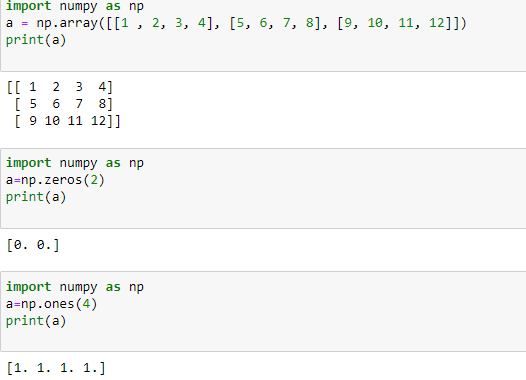 import numpy as np
a = np.array([[1 , 2, 3, 4], [5, 6, 7, 8], [9, 10, 11, 12]])
print(a)
[[ 1  2  3  4]
 [ 5  6  7  8]
 [ 9 10 11 12]]
import numpy as np
a=np.zeros(2)
print(a)
[0. 0.]
import numpy as np
a=np.ones(4)
print(a)
[1. 1. 1. 1.]